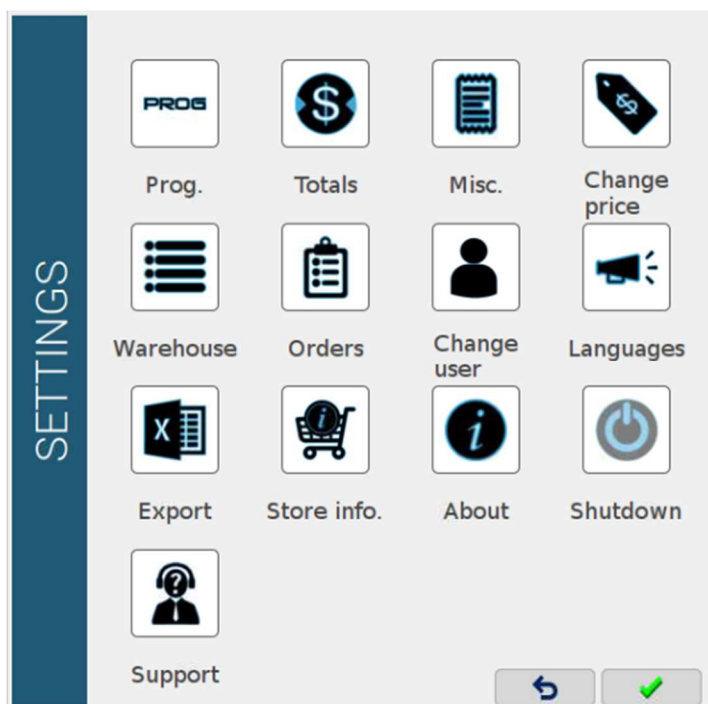 SETTINGS
PROG
Prog.
Totals
Misc.
Change
price
Warehouse
Orders
Change
user
Languages
X
Export
Store info.
About
Shutdown
Support